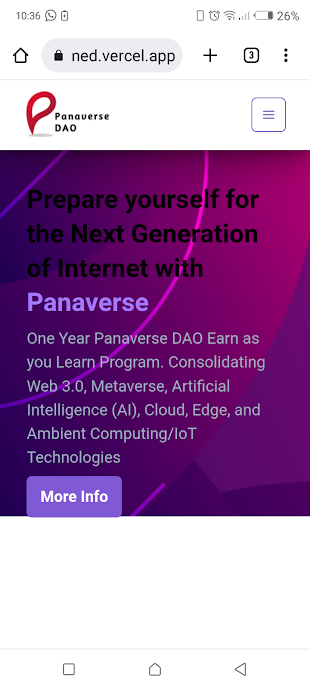 10:36 26%
ned.vercel.app 3
Panaverse
DAO
Prepare yourself for
the Next Generation
of Internet with
Panaverse
One Year Panaverse DAO Earn as
you Learn Program. Consolidating
Web 3.0, Metaverse, Artificial
Intelligence (AI), Cloud, Edge, and
Ambient Computing/IoT
Technologies
More Info